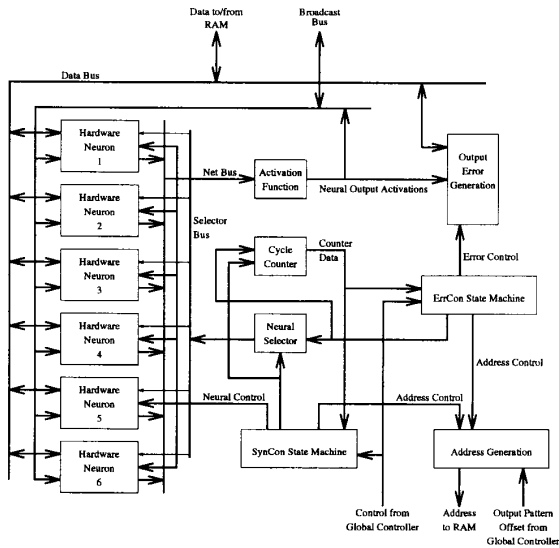 Data to/from
RAM
Broadcast
Bus
Data Bus
Hardware
Neuron
1
Hardware
Neuron
2
Hardware
Neuron
3
Hardware
Neuron
4
Hardware
Neuron
5
Hardware
Neuron
6
Net Bus
Selector
Bus
Activation
Function
Neural Output Activations
Output
Error
Generation
Cycle
Counter
Counter
Data
Error Control
ErrCon State Machine
Neural
Selector
Address Control
Neural Control
Address Control
SynCon State Machine
Address Generation
Control from
Global Controller
Address
to RAM
Output Pattern
Offset from
Global Controller